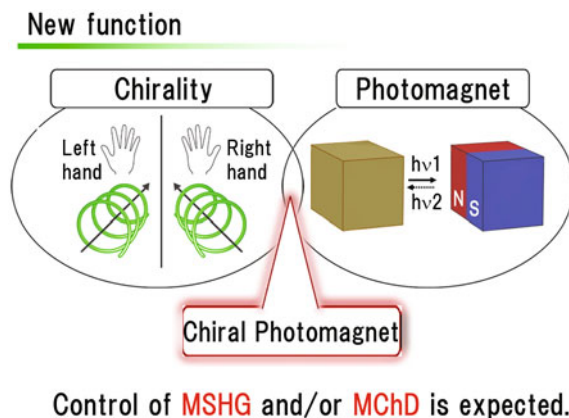 New function
Chirality
Photomagnet
Left
hand
Right
hand
hν1
hν2
N
S
Chiral Photomagnet
Control of MSHG and/or MChD is expected.